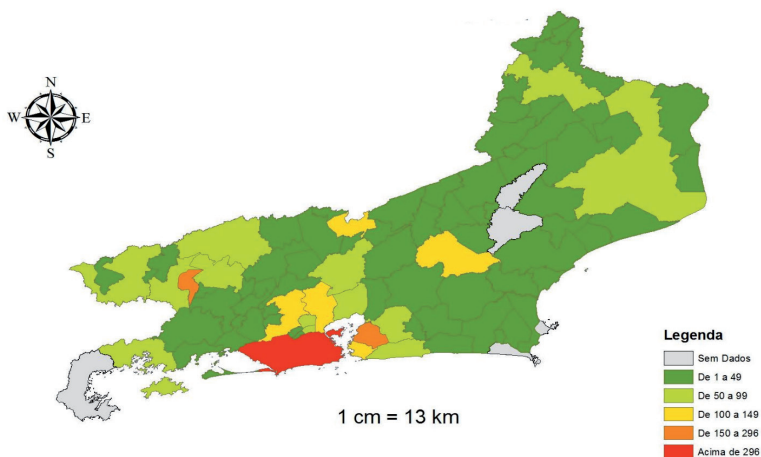 N
W E
S
1 cm = 13 km
Legenda
Sem Dados
De 1 a 49
De 50 a 99
De 100 a 149
De 150 a 296
Acima de 296